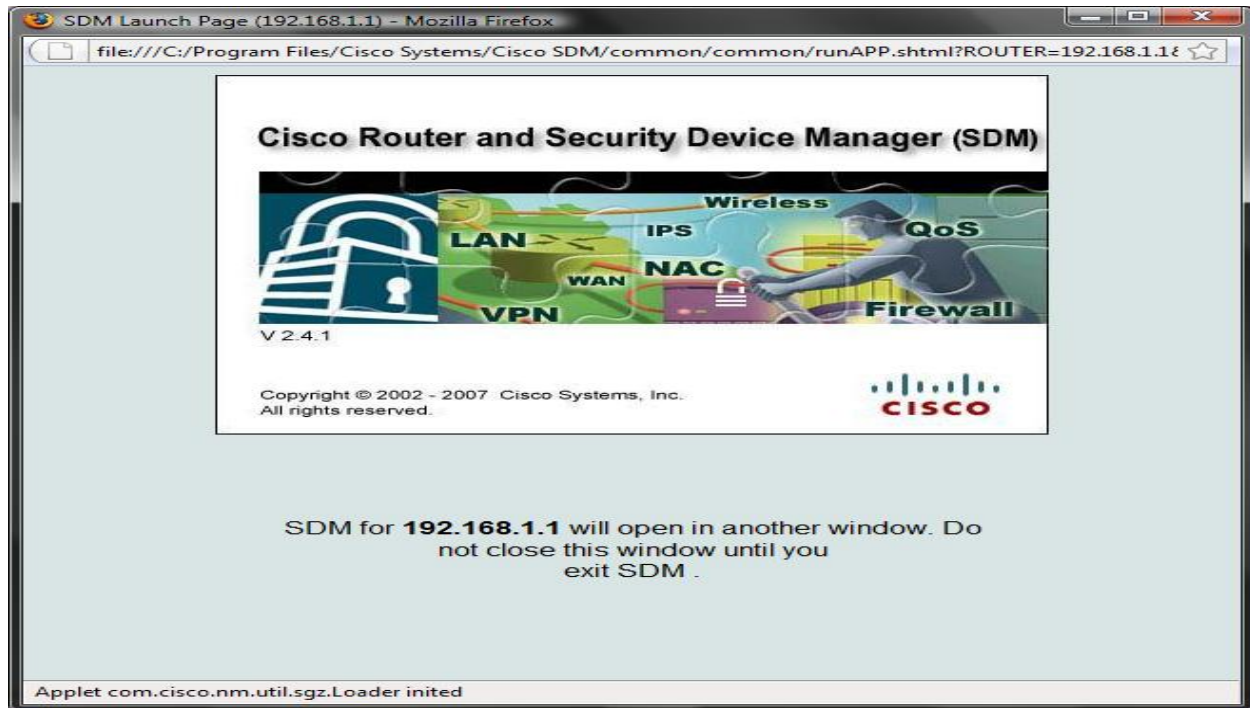 SDM Launch Page (192.168.1.1) - Mozilla Firefox
file:///C:/Program Files/Cisco Systems/Cisco SDM/common/common/runAPP.shtml?ROUTER=192.168.1.1&
Cisco Router and Security Device Manager (SDM)
Wireless
LAN
IPS
QoS
WAN
NAC
VPN
Firewall
V 2.4.1
Copyright © 2002 - 2007 Cisco Systems, Inc.
All rights reserved.
CISCO
SDM for 192.168.1.1 will open in another window. Do
not close this window until you
exit SDM .
Applet com.cisco.nm.util.sgz.Loader inited